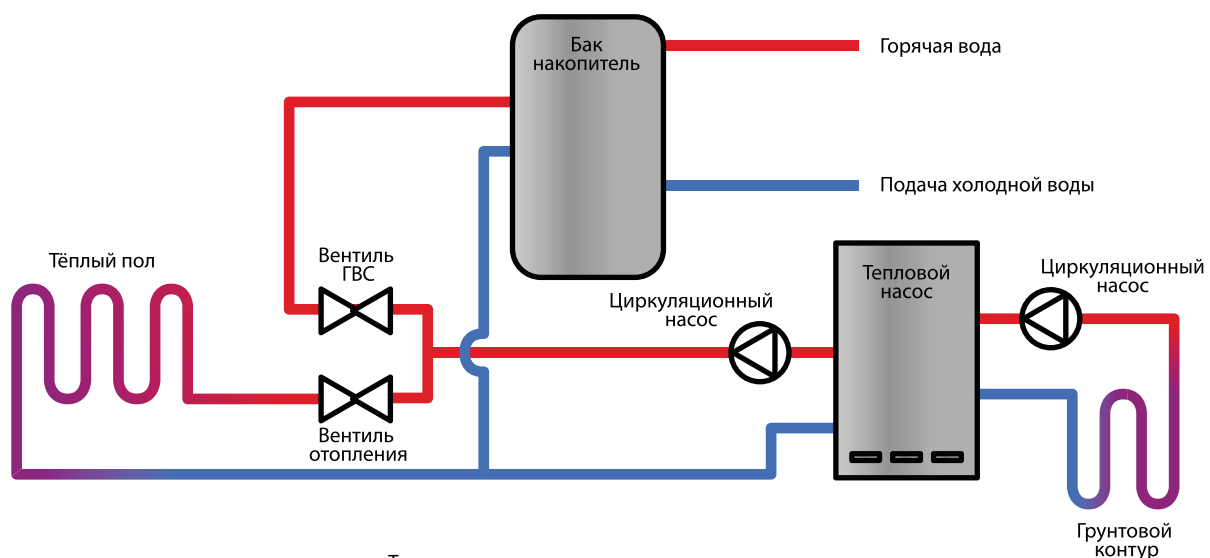 Бак
накопитель
Горячая вода
Подача холодной воды
Тёплый пол
Вентиль
ГВС
Циркуляционный
насос
Тепловой
насос
Циркуляционный
насос
Вентиль
отопления
Грунтовой
контур